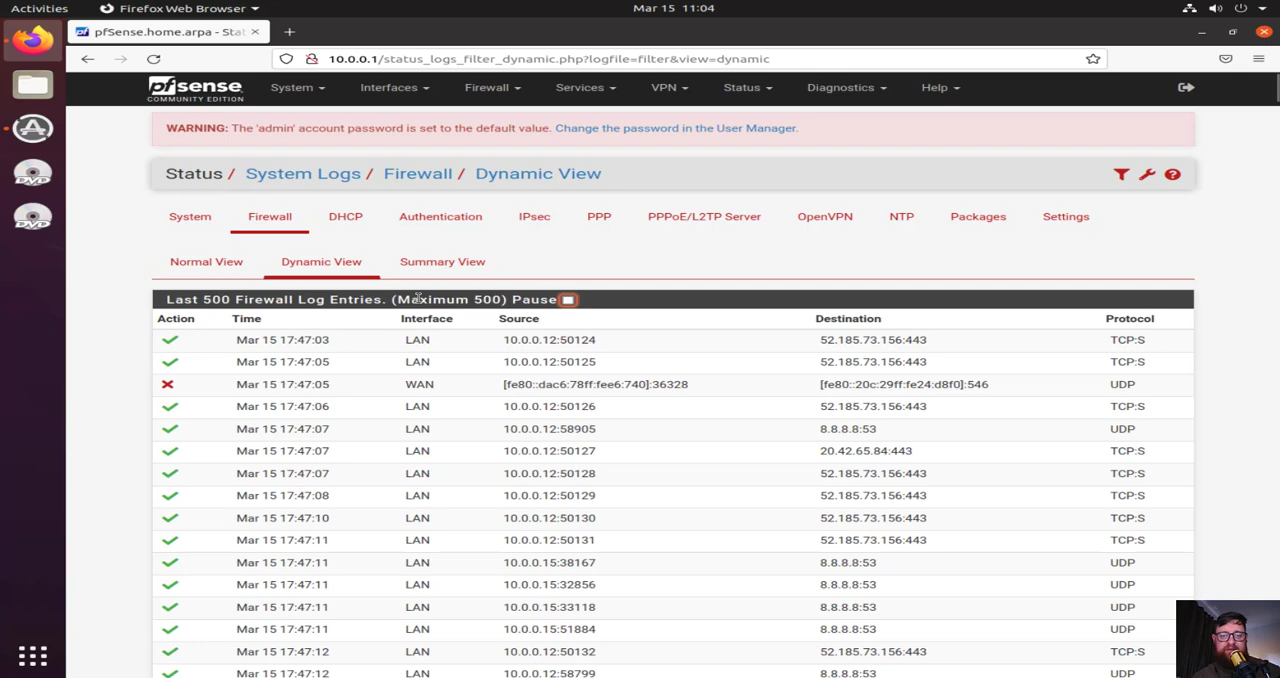 Activities Firefox Web Browser Mar 15 11:04
pfSense.home.arpa - Stat
10.0.0.1/status_logs_filter_dynamic.php?logfile=filter&view=dynamic
pfsense System Interfaces Firewall Services VPN Status Diagnostics Help
COMMUNITY EDITION
WARNING: The 'admin' account password is set to the default value. Change the password in the User Manager.
Status / System Logs / Firewall / Dynamic View
System Firewall DHCP Authentication IPsec PPP PPPoE/L2TP Server OpenVPN NTP Packages Settings
Normal View Dynamic View Summary View
Last 500 Firewall Log Entries. (Maximum 500) Pause
Action Time Interface Source Destination Protocol
Mar 15 17:47:03 LAN 10.0.0.12:50124 52.185.73.156:443 TCP:S
Mar 15 17:47:05 LAN 10.0.0.12:50125 52.185.73.156:443 TCP:S
Mar 15 17:47:05 WAN [fe80::dac6:78ff:fee6:740]:36328 [fe80::20c:29ff:fe24:d8f0]:546 UDP
Mar 15 17:47:06 LAN 10.0.0.12:50126 52.185.73.156:443 TCP:S
Mar 15 17:47:07 LAN 10.0.0.12:58905 8.8.8.8:53 UDP
Mar 15 17:47:07 LAN 10.0.0.12:50127 20.42.65.84:443 TCP:S
Mar 15 17:47:07 LAN 10.0.0.12:50128 52.185.73.156:443 TCP:S
Mar 15 17:47:08 LAN 10.0.0.12:50129 52.185.73.156:443 TCP:S
Mar 15 17:47:10 LAN 10.0.0.12:50130 52.185.73.156:443 TCP:S
Mar 15 17:47:11 LAN 10.0.0.12:50131 52.185.73.156:443 TCP:S
Mar 15 17:47:11 LAN 10.0.0.15:38167 8.8.8.8:53 UDP
Mar 15 17:47:11 LAN 10.0.0.15:32856 8.8.8.8:53 UDP
Mar 15 17:47:11 LAN 10.0.0.15:33118 8.8.8.8:53 UDP
Mar 15 17:47:11 LAN 10.0.0.15:51884 8.8.8.8:53 UDP
Mar 15 17:47:12 LAN 10.0.0.12:50132 52.185.73.156:443 TCP:S
Mar 15 17:47:12 LAN 10.0.0.12:58799 8.8.8.8:53 UDP
DVD
DVD